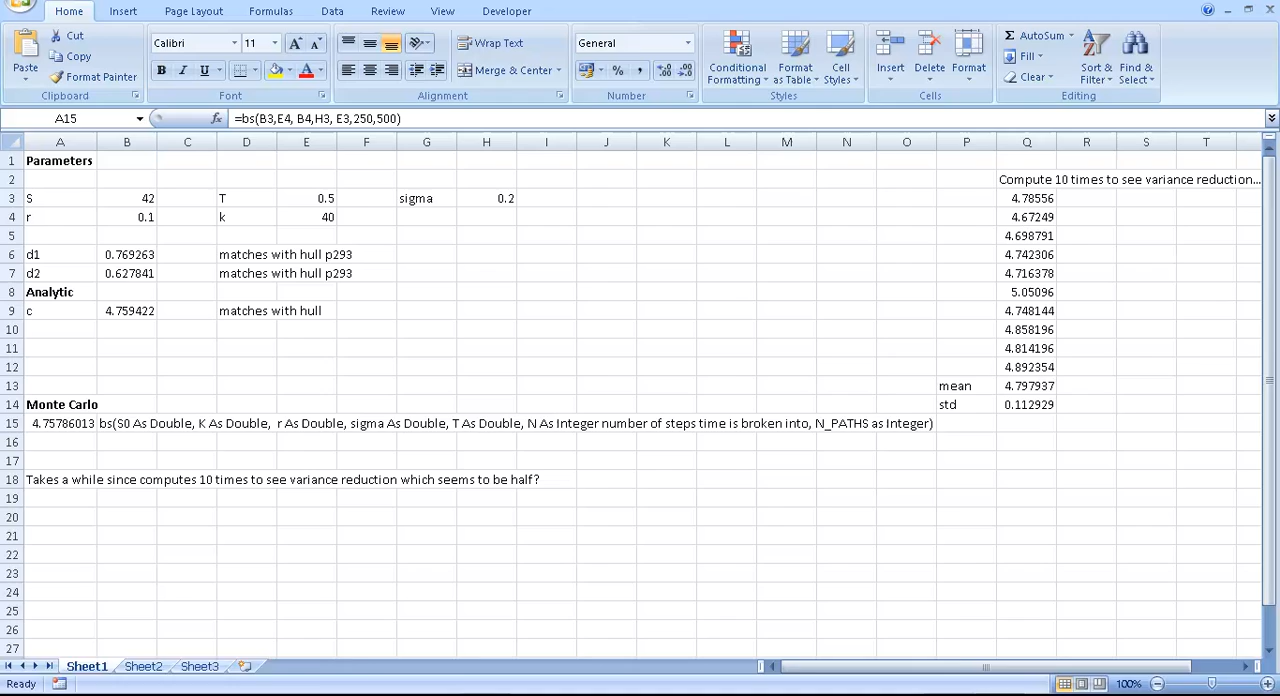 Home Insert Page Layout Formulas Data Review View Developer
Cut
Copy
Format Painter
Paste
Calibri 11
B I U
Wrap Text
Merge & Center
General
Conditional Formatting
Format as Table
Cell Styles
Insert Delete Format
AutoSum
Fill
Clear
Sort & Filter
Find & Select
Clipboard Font Alignment Number Styles Cells Editing
A15 fx =bs(B3,E4, B4,H3, E3,250,500)
A B C D E F G H I J K L M N O P Q R S T
1 Parameters
2 Compute 10 times to see variance reduction...
3 S 42 T 0.5 sigma 0.2 4.78556
4 r 0.1 k 40 4.67249
5 4.698791
6 d1 0.769263 matches with hull p293 4.742306
7 d2 0.627841 matches with hull p293 4.716378
8 Analytic 5.05096
9 c 4.759422 matches with hull 4.748144
10 4.858196
11 4.814196
12 4.892354
13 mean 4.797937
14 Monte Carlo std 0.112929
15 4.75786013 bs(S0 As Double, K As Double, r As Double, sigma As Double, T As Double, N As Integer number of steps time is broken into, N_PATHS as Integer)
16
17
18 Takes a while since computes 10 times to see variance reduction which seems to be half?
19
20
21
22
23
24
25
26
27
Sheet1 Sheet2 Sheet3
Ready 100%